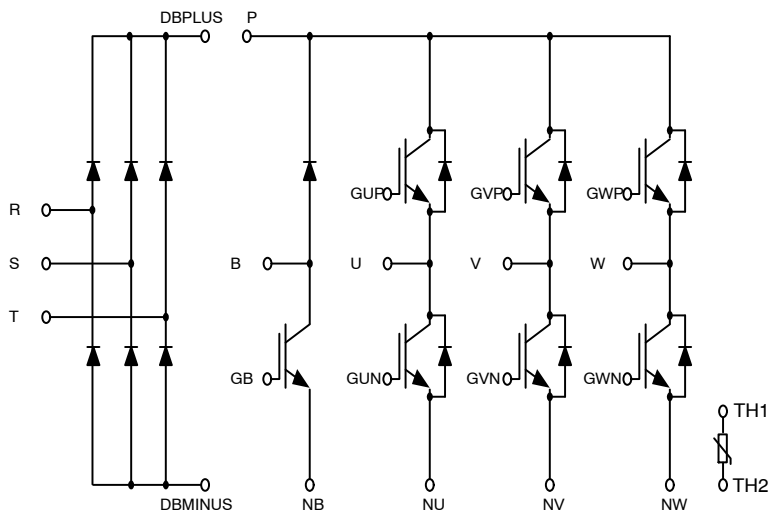 DBPLUS P
GUP GVP GWP
R
S B U V W
T
GB GUN GVN GWN
TH1
TH2
DBMINUS NB NU NV NW